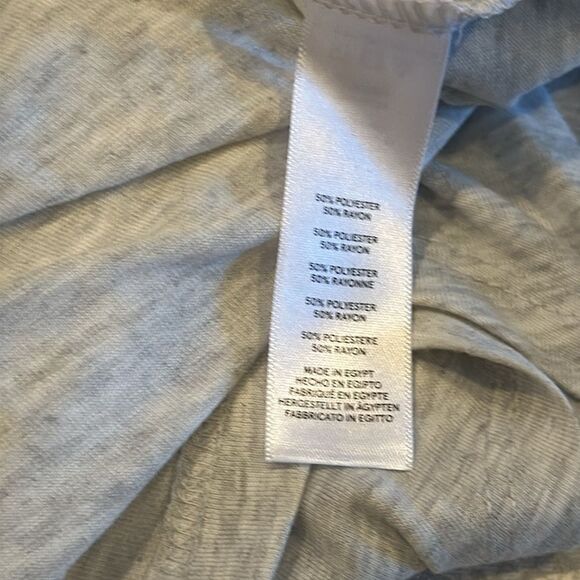 50% POLYESTER
50% RAYON
50% POLIESTER
50% RAYON
50% POLYESTER
50% RAYONNE
50% POLYESTER
50% RAYON
50% POLIESTERE
50% RAYON
MADE IN EGYPT
HECHO EN EGIPTO
FABRIQUÉ EN EGYPTE
HERGESTELLT IN ÄGYPTEN
FABBRICATO IN EGITTO